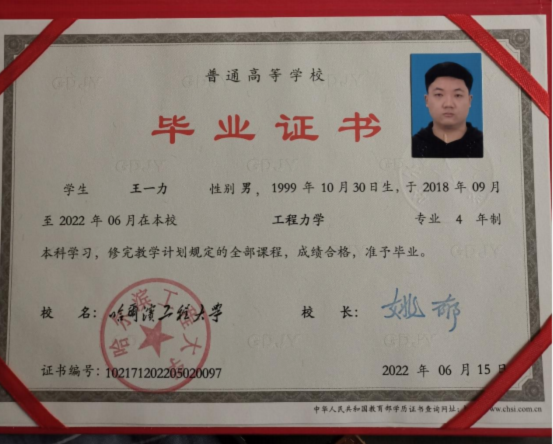 普通高等学校
毕业证书
学生 王一力 性别 男，1999 年 10 月 30 日生，于 2018 年 09 月
至 2022 年 06 月在本校 工程力学 专业 4 年制
本科学习，修完教学计划规定的全部课程，成绩合格，准予毕业。
校 名：哈尔滨工程大学 校 长：姚郁
哈尔滨工程大学
证书编号：102171202205020097 2022 年 06 月 15 日
中华人民共和国教育部学历证书查询网址： www.chsi.com.cn